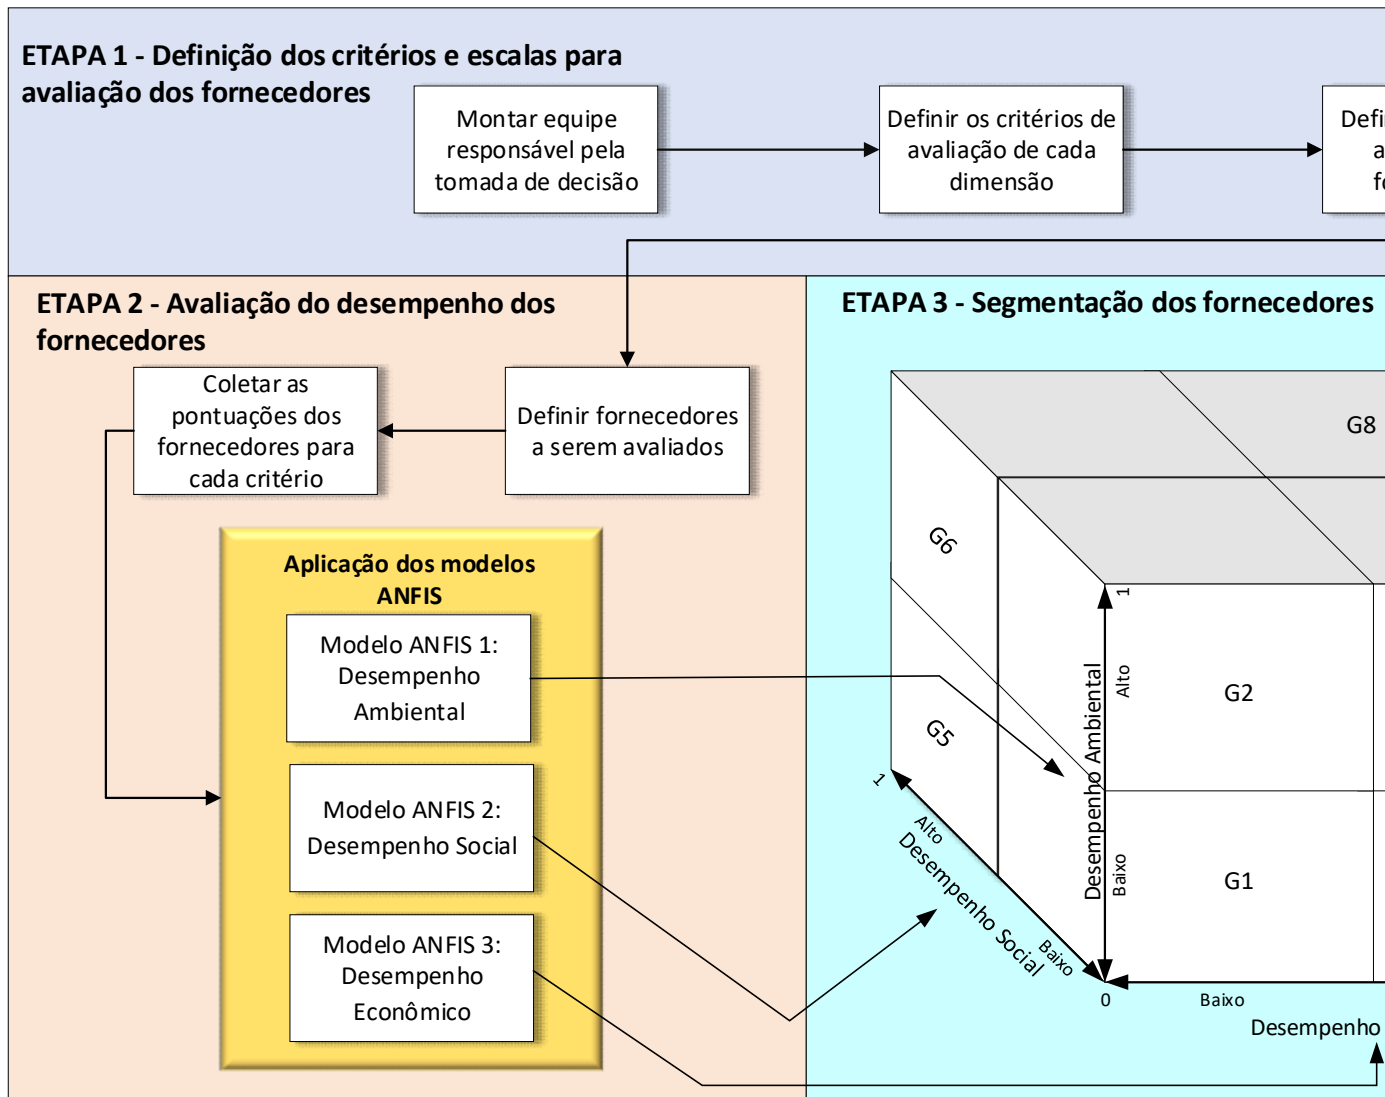 ETAPA 1 - Definição dos critérios e escalas para
avaliação dos fornecedores
Montar equipe
responsável pela
tomada de decisão
Definir os critérios de
avaliação de cada
dimensão
ETAPA 2 - Avaliação do desempenho dos
fornecedores
Coletar as
pontuações dos
fornecedores para
cada critério
Definir fornecedores
a serem avaliados
Aplicação dos modelos
ANFIS
Modelo ANFIS 1:
Desempenho
Ambiental
Modelo ANFIS 2:
Desempenho Social
Modelo ANFIS 3:
Desempenho
Econômico
ETAPA 3 - Segmentação dos fornecedores
G8
G6
G5
G2
G1
1
Alto
Desempenho Ambiental
Baixo
1
Alto
Desempenho Social
Baixo
0
Baixo
Desempenho